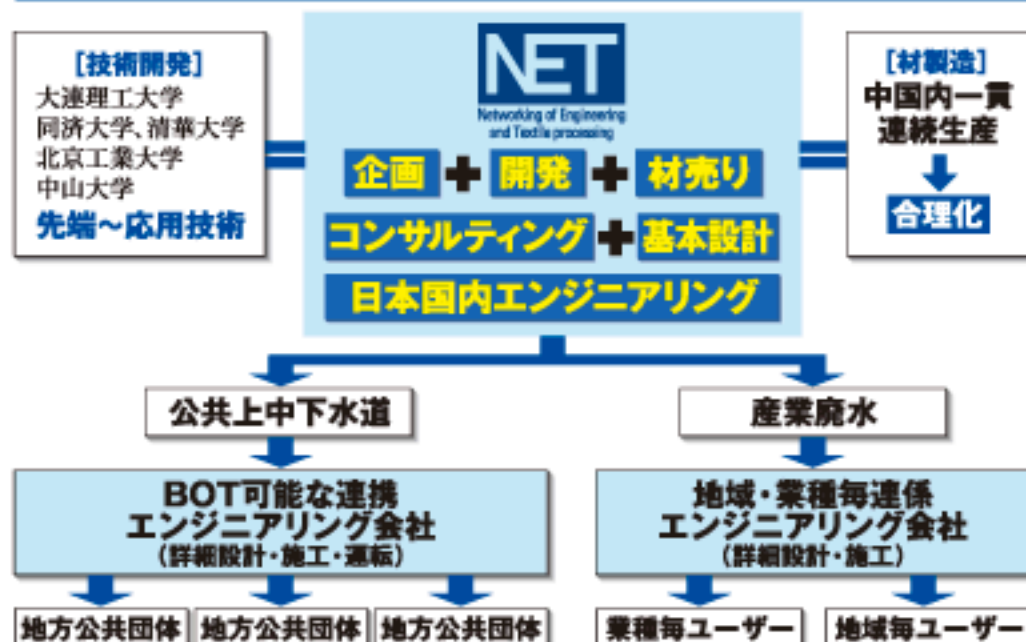 [技術開発]
大連理工大学
同済大学、清華大学
北京工業大学
中山大学
先端～応用技術
NET
Networking of Engineering
and Textile processing
企画+開発+材売り
コンサルティング+基本設計
日本国内エンジニアリング
[材製造]
中国内一貫
連続生産
合理化
公共上中下水道
産業廃水
BOT可能な連携
エンジニアリング会社
(詳細設計・施工・運転)
地域・業種毎連係
エンジニアリング会社
(詳細設計・施工)
地方公共団体 地方公共団体 地方公共団体
業種毎ユーザー 地域毎ユーザー